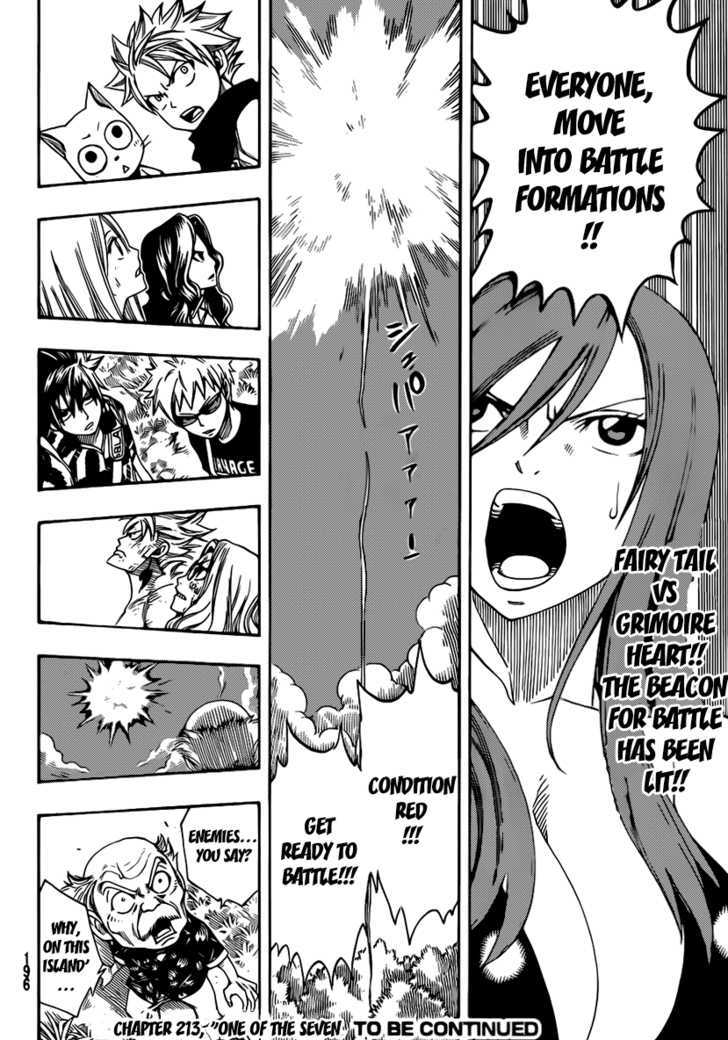 EVERYONE,
MOVE
INTO BATTLE
FORMATIONS
!!
FAIRY TAIL
VS
GRIMOIRE
HEART!!
THE BEACON
FOR BATTLE
HAS BEEN
LIT!!
シュパァァァー
CONDITION
RED
!!!
GET
READY TO
BATTLE!!!
BLA
RAVAGE
ENEMIES...
YOU SAY?
WHY,
ON THIS
ISLAND'
...
196
CHAPTER 213, "ONE OF THE SEVEN TO BE CONTINUED